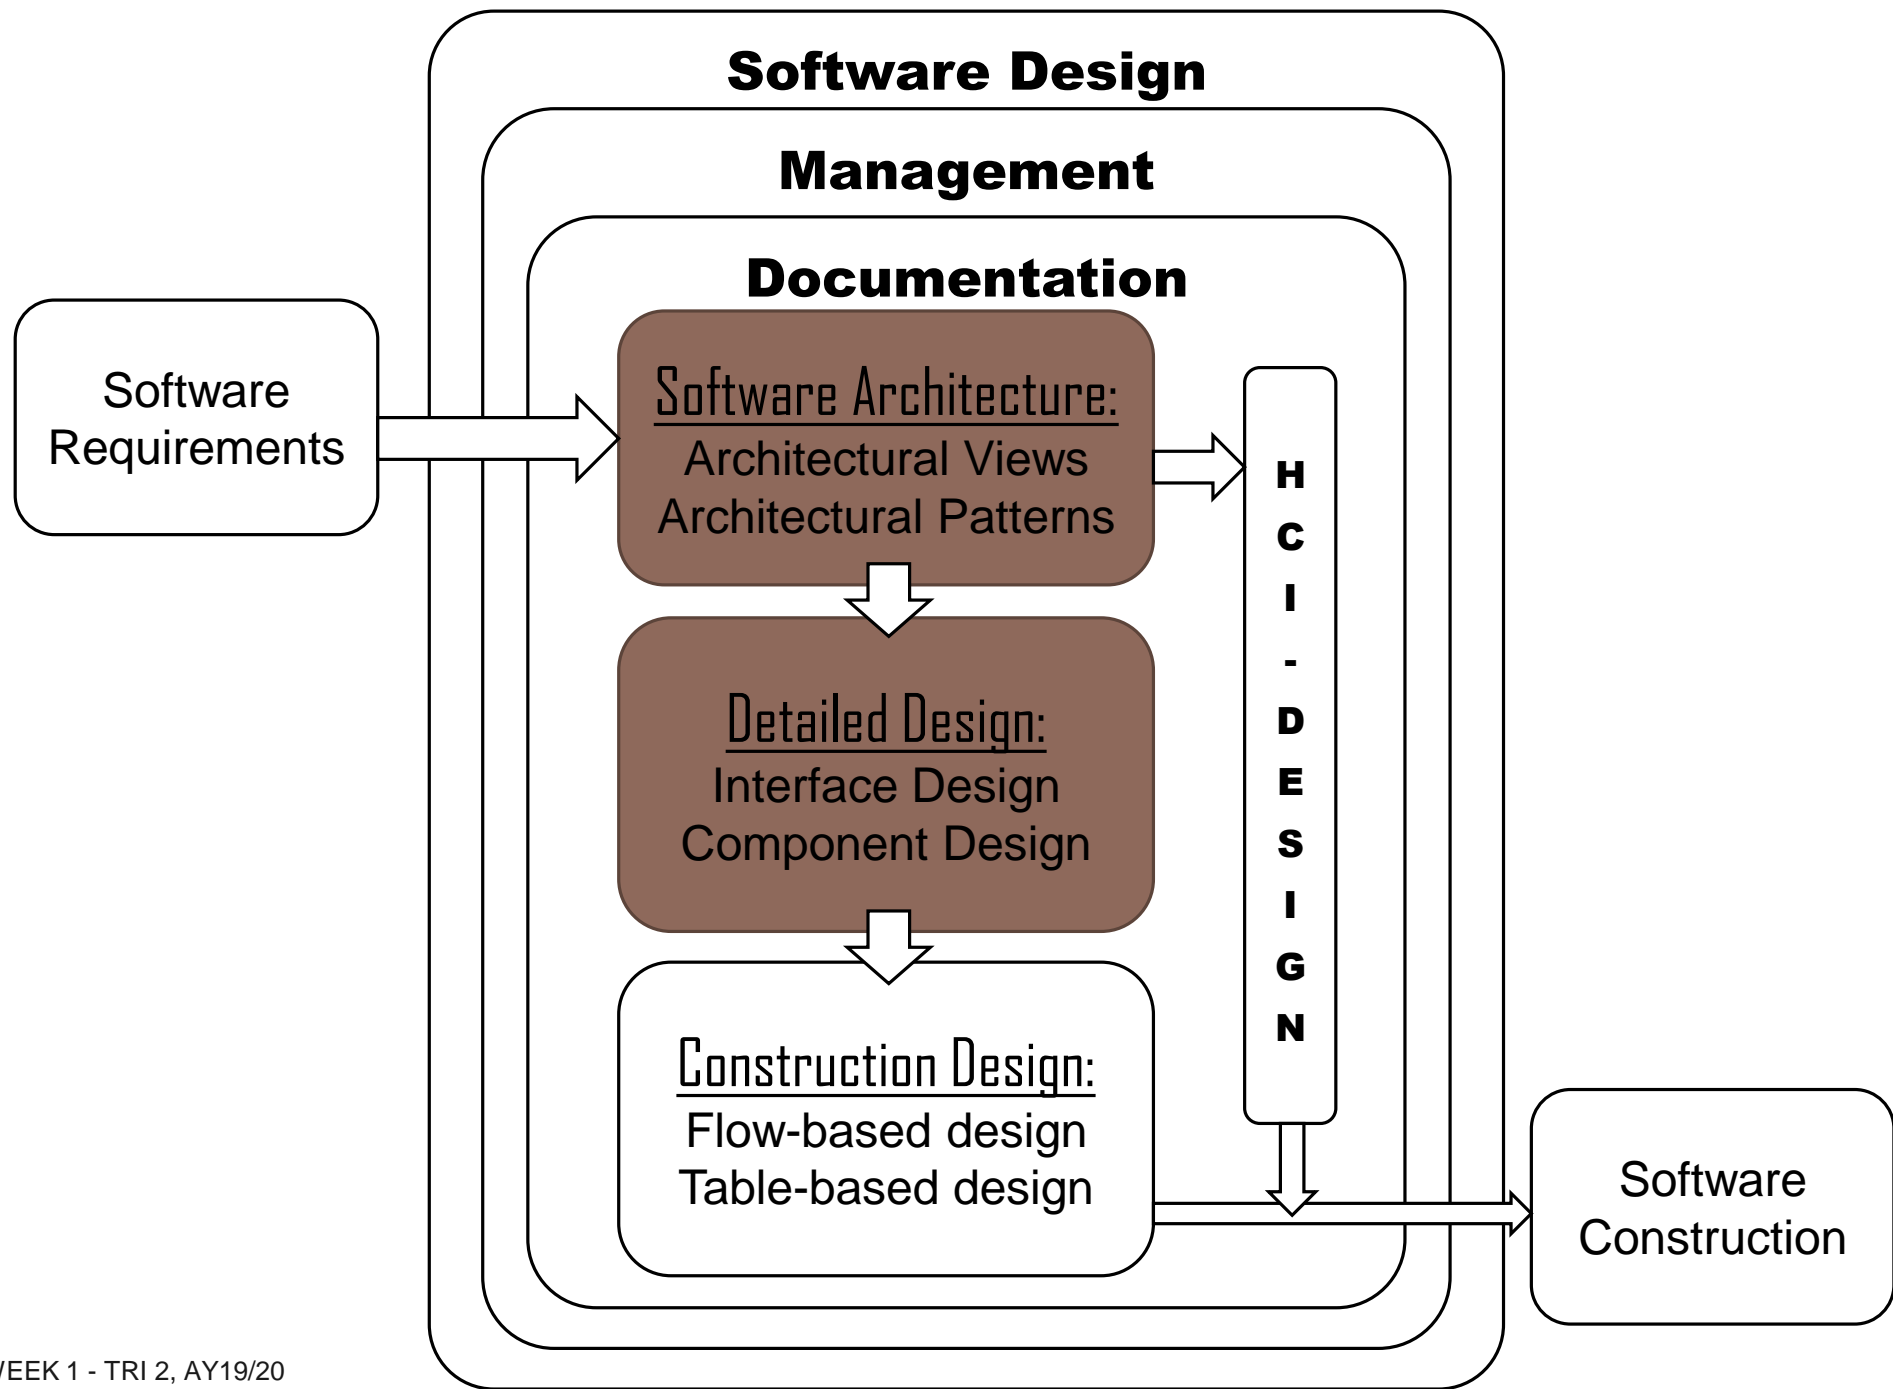 Software Design
Management
Documentation
Software
Requirements
Software Architecture:
Architectural Views
Architectural Patterns
Detailed Design:
Interface Design
Component Design
Construction Design:
Flow-based design
Table-based design
H
C
I
-
D
E
S
I
G
N
Software
Construction
WEEK 1 - TRI 2, AY19/20